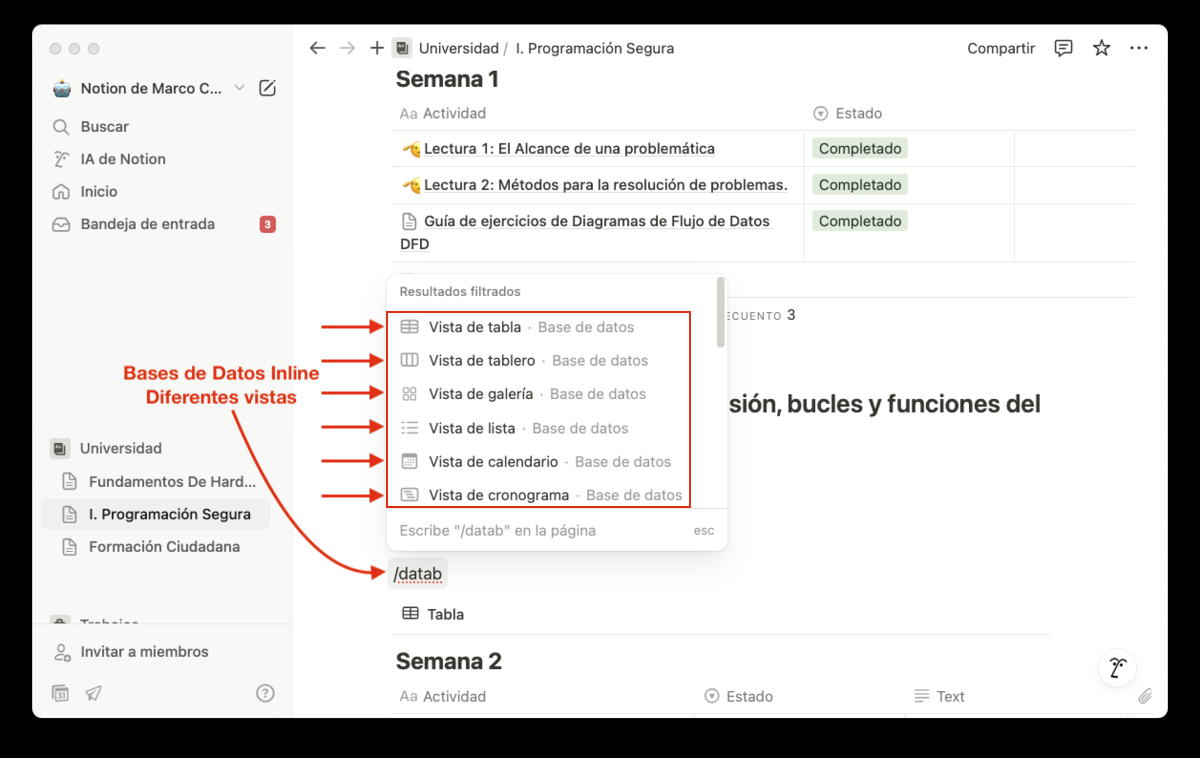 Notion de Marco C...
Buscar
IA de Notion
Inicio
Bandeja de entrada
3
Universidad
Fundamentos De Hard...
I. Programación Segura
Formación Ciudadana
Trabajos
Invitar a miembros
31
Universidad / I. Programación Segura
Compartir
Semana 1
Aa Actividad
Estado
Lectura 1: El Alcance de una problemática
Completado
Lectura 2: Métodos para la resolución de problemas.
Completado
Guía de ejercicios de Diagramas de Flujo de Datos
DFD
Completado
ECUENTO 3
sión, bucles y funciones del
Resultados filtrados
Vista de tabla · Base de datos
Vista de tablero · Base de datos
Vista de galería · Base de datos
Vista de lista · Base de datos
Vista de calendario · Base de datos
Vista de cronograma · Base de datos
Escribe "/datab" en la página
esc
Bases de Datos Inline
Diferentes vistas
/datab
Tabla
Semana 2
Aa Actividad
Estado
Text